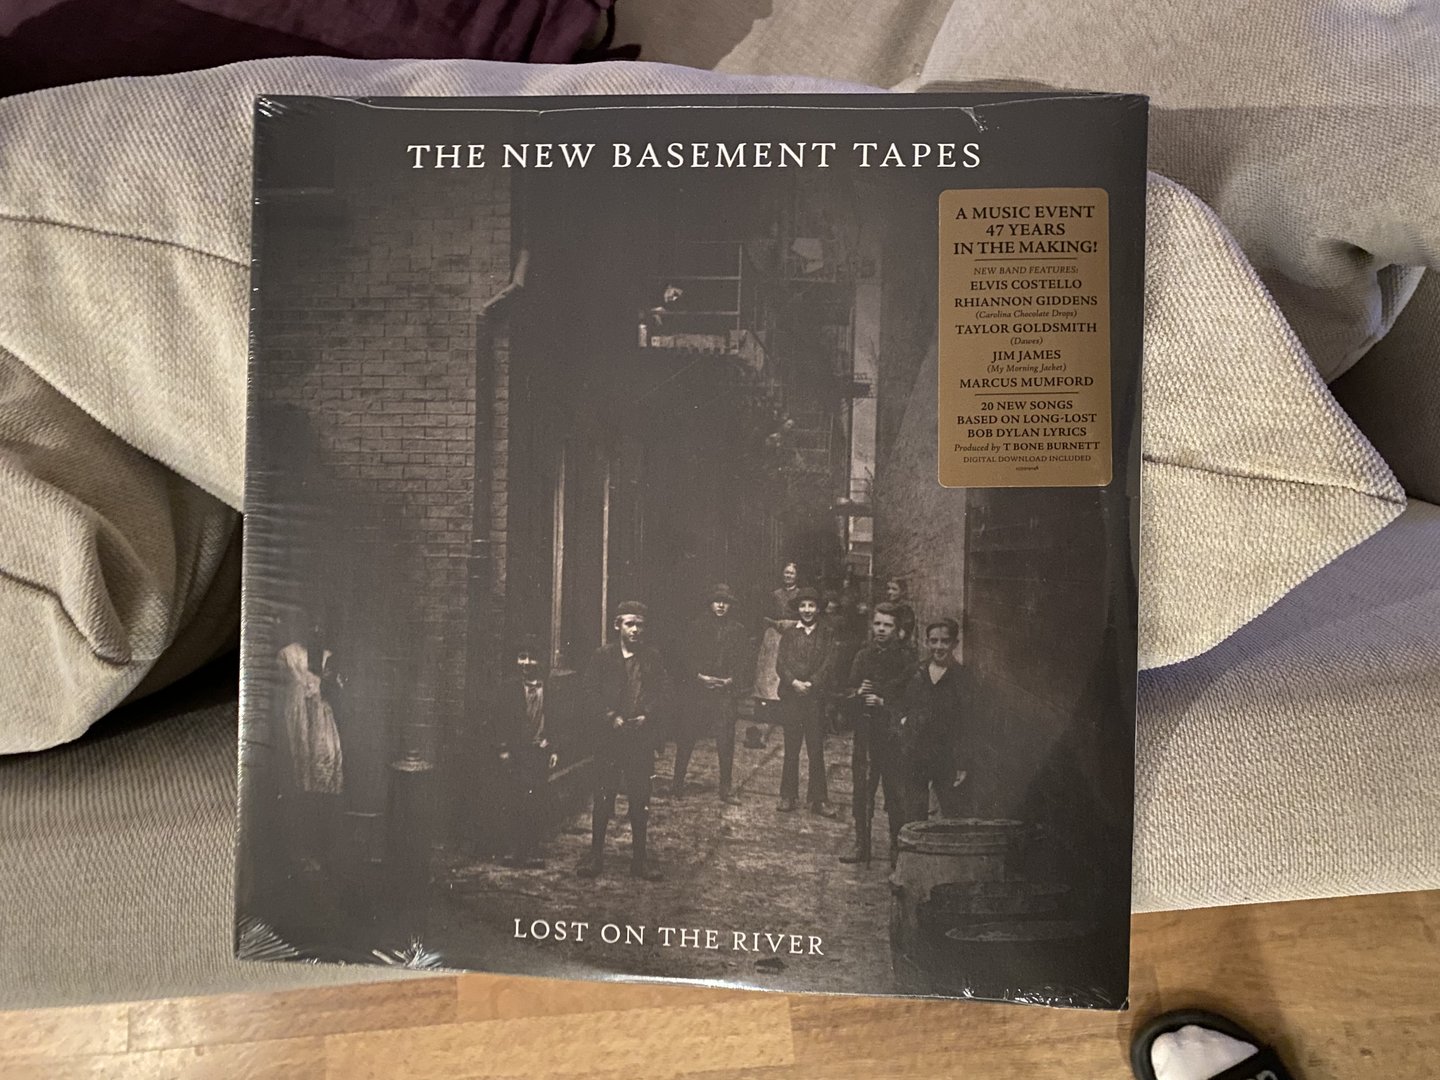 THE NEW BASEMENT TAPES
A MUSIC EVENT
47 YEARS
IN THE MAKING!
NEW BAND FEATURES:
ELVIS COSTELLO
RHIANNON GIDDENS
(Carolina Chocolate Drops)
TAYLOR GOLDSMITH
(Dawes)
JIM JAMES
(My Morning Jacket)
MARCUS MUMFORD
20 NEW SONGS
BASED ON LONG-LOST
BOB DYLAN LYRICS
Produced by T BONE BURNETT
DIGITAL DOWNLOAD INCLUDED
LOST ON THE RIVER